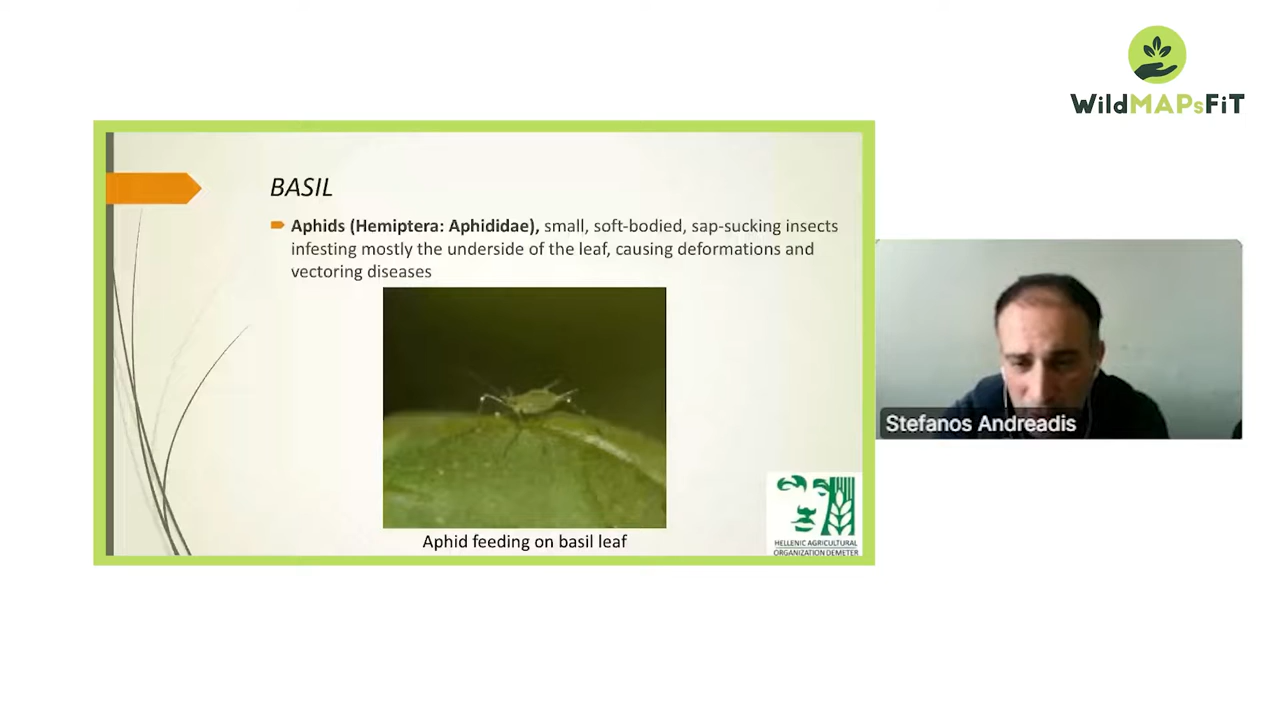 WildMAPsFiT
BASIL
Aphids (Hemiptera: Aphididae), small, soft-bodied, sap-sucking insects
infesting mostly the underside of the leaf, causing deformations and
vectoring diseases
Aphid feeding on basil leaf
HELLENIC AGRICULTURAL
ORGANIZATION DEMETER
Stefanos Andreadis